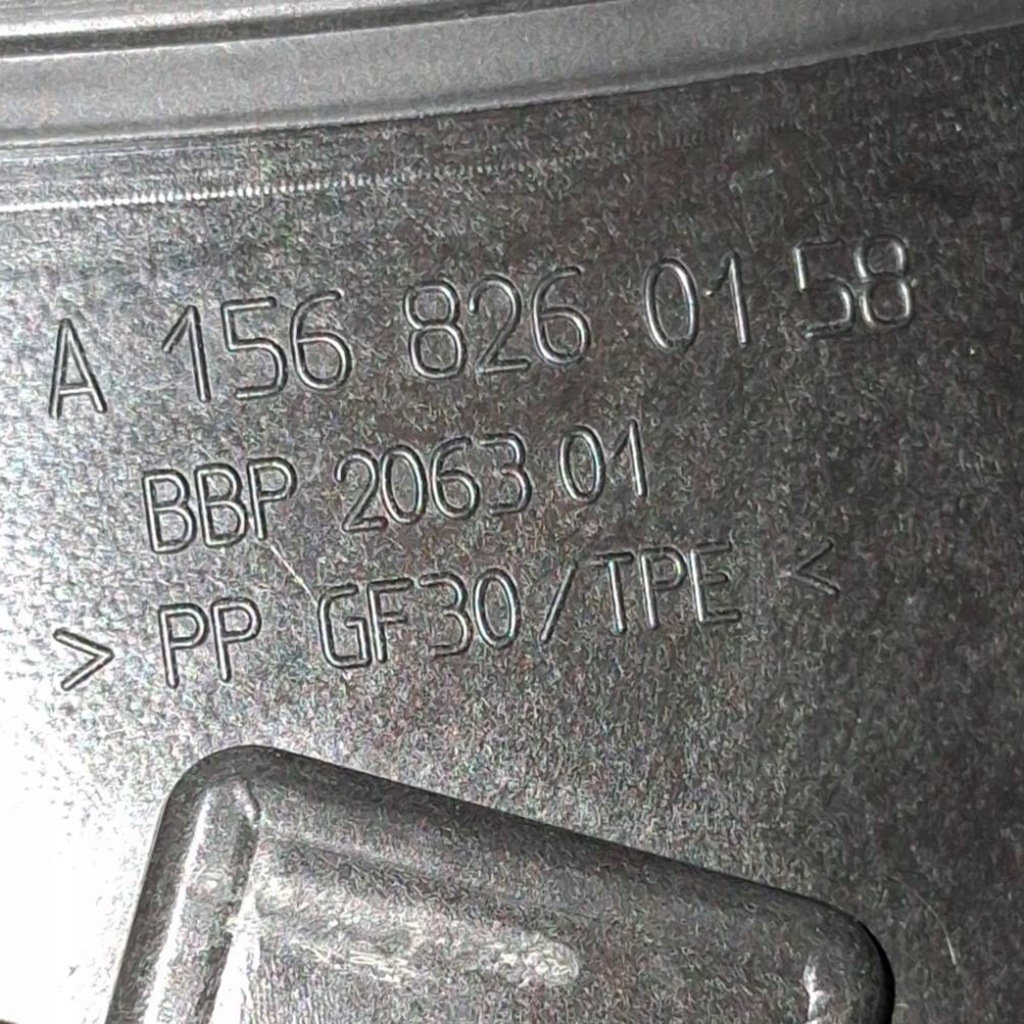 A 156 826 01 58
BBP 2063 01
> PP GF30/TPE <